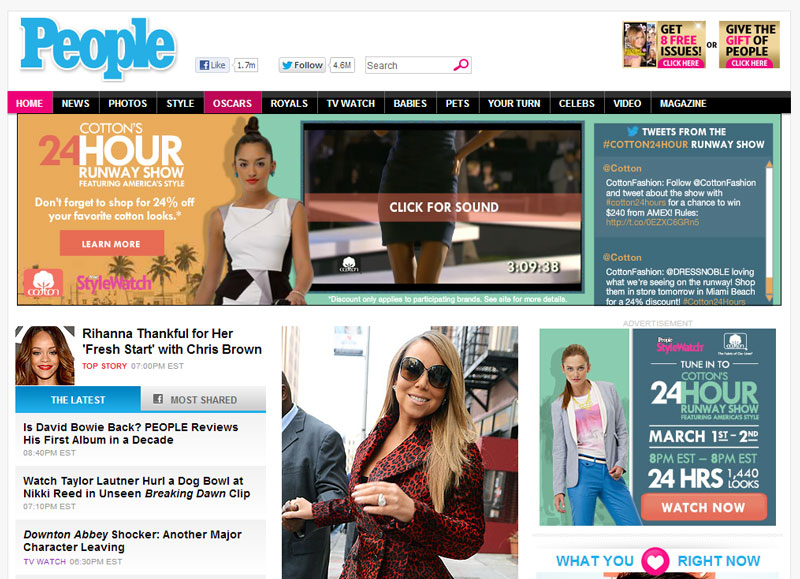 People
Like 1.7m
Follow 4.6M
Search
GET
8 FREE
ISSUES!
CLICK HERE
OR
GIVE THE
GIFT OF
PEOPLE
CLICK HERE
HOME NEWS PHOTOS STYLE OSCARS ROYALS TV WATCH BABIES PETS YOUR TURN CELEBS VIDEO MAGAZINE
COTTON'S
24HOUR
RUNWAY SHOW
FEATURING AMERICA'S STYLE
Don't forget to shop for 24% off
your favorite cotton looks.*
LEARN MORE
cotton
People
StyleWatch
CLICK FOR SOUND
cotton
3:09:38
*Discount only applies to participating brands. See site for more details.
TWEETS FROM THE
#COTTON24HOUR RUNWAY SHOW
@Cotton
CottonFashion: Follow @CottonFashion
and tweet about the show with
#cotton24hours for a chance to win
$240 from AMEX! Rules:
http://t.co/0EZXC6GRn5
@Cotton
CottonFashion: @DRESSNOBLE loving
what we're seeing on the runway! Shop
them in store tomorrow in Miami Beach
for a 24% discount! #Cotton24Hours
Rihanna Thankful for Her
'Fresh Start' with Chris Brown
TOP STORY 07:00PM EST
THE LATEST
MOST SHARED
Is David Bowie Back? PEOPLE Reviews
His First Album in a Decade
08:40PM EST
Watch Taylor Lautner Hurl a Dog Bowl at
Nikki Reed in Unseen Breaking Dawn Clip
07:10PM EST
Downton Abbey Shocker: Another Major
Character Leaving
TV WATCH 06:30PM EST
ADVERTISEMENT
People
StyleWatch
cotton
The Fabric of Our Lives
TUNE IN TO
COTTON'S
24HOUR
RUNWAY SHOW
FEATURING AMERICA'S STYLE
MARCH 1ST – 2ND
8PM EST – 8PM EST
24 HRS 1,440
LOOKS
WATCH NOW
WHAT YOU RIGHT NOW